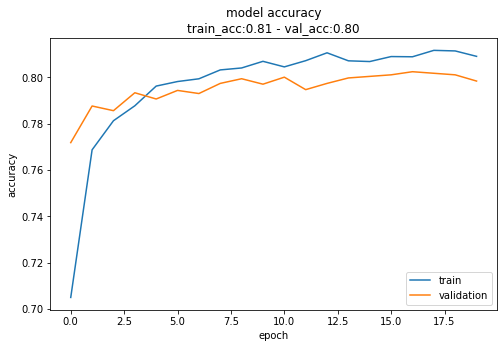 model accuracy
train_acc:0.81 - val_acc:0.80
accuracy
0.80
0.78
0.76
0.74
0.72
0.70
0.0 2.5 5.0 7.5 10.0 12.5 15.0 17.5
epoch
train
validation